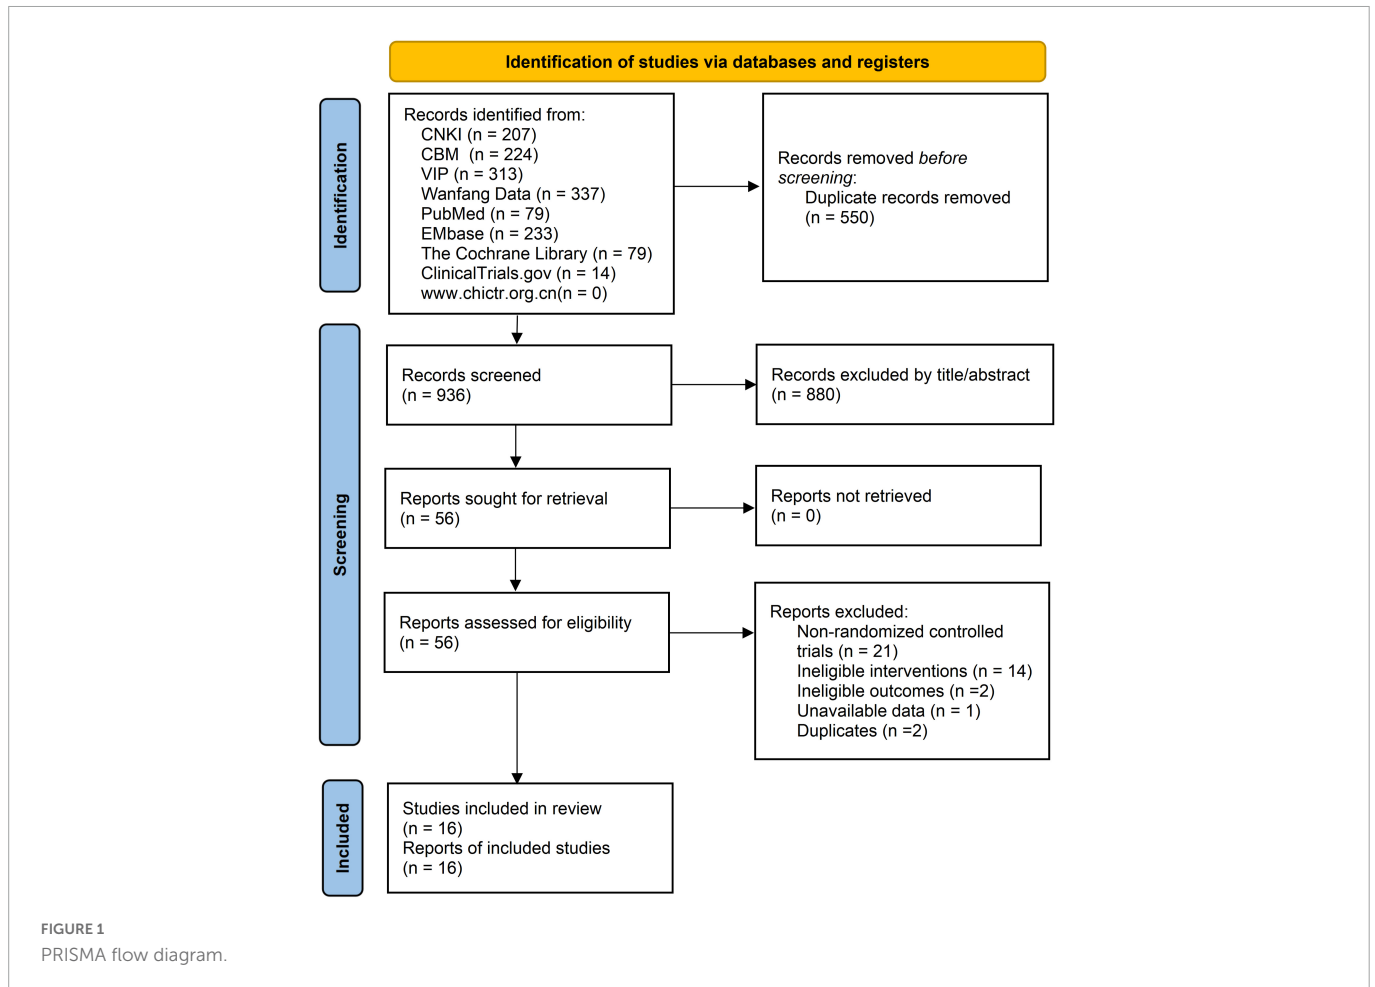 Identification of studies via databases and registers
Identification
Records identified from:
CNKI (n = 207)
CBM  (n = 224)
VIP (n = 313)
Wanfang Data (n = 337)
PubMed (n = 79)
EMbase (n = 233)
The Cochrane Library (n = 79)
ClinicalTrials.gov (n = 14)
www.chictr.org.cn(n = 0)
Records removed before
screening:
Duplicate records removed
(n = 550)
Screening
Records screened
(n = 936)
Records excluded by title/abstract
(n = 880)
Reports sought for retrieval
(n = 56)
Reports not retrieved
(n = 0)
Reports assessed for eligibility
(n = 56)
Reports excluded:
Non-randomized controlled
trials (n = 21)
Ineligible interventions (n = 14)
Ineligible outcomes (n =2)
Unavailable data (n = 1)
Duplicates (n =2)
Included
Studies included in review
(n = 16)
Reports of included studies
(n = 16)
FIGURE 1
PRISMA flow diagram.